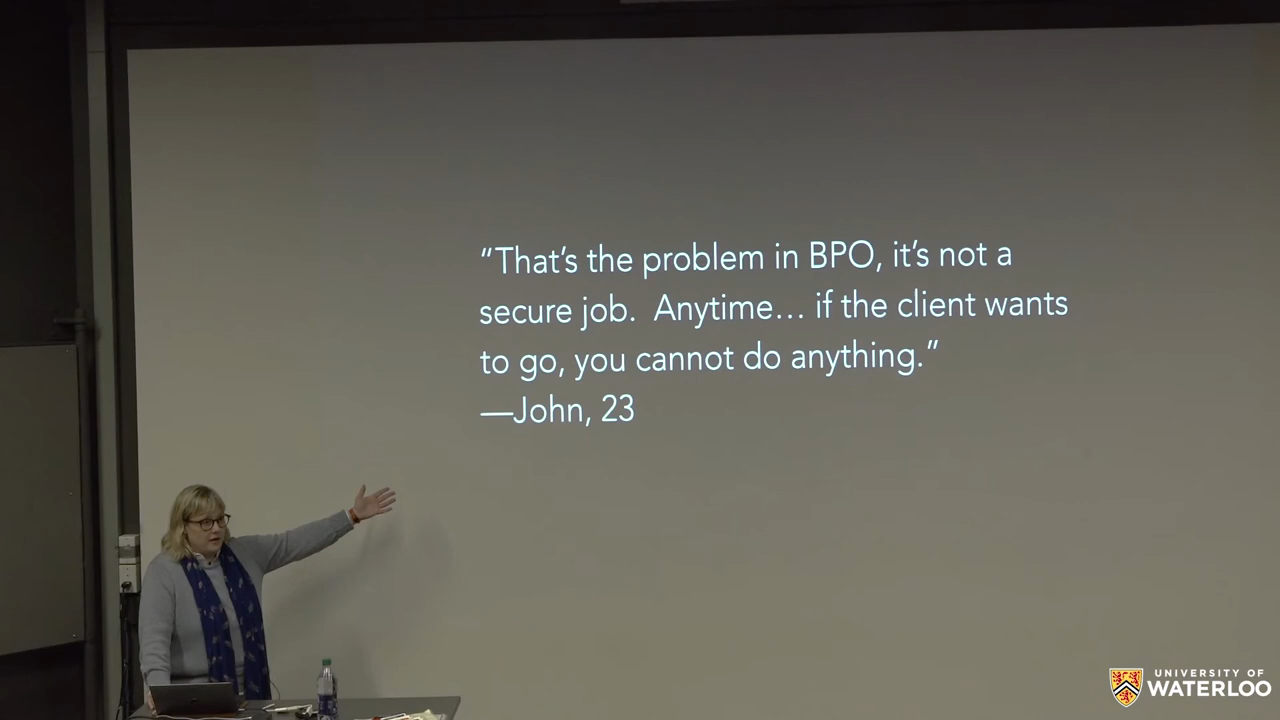 “That’s the problem in BPO, it’s not a
secure job.  Anytime… if the client wants
to go, you cannot do anything.”
—John, 23
UNIVERSITY OF
WATERLOO